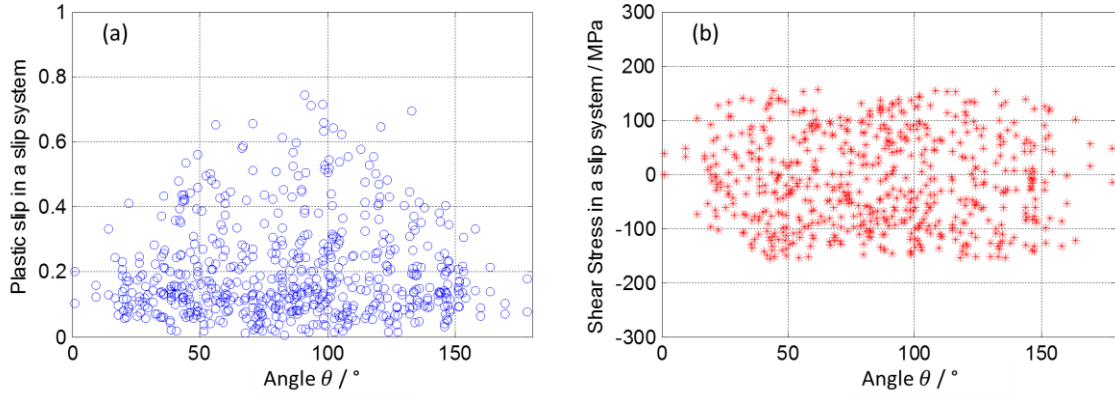 (a)
Plastic slip in a slip system
1
0.8
0.6
0.4
0.2
0
0 50 100 150
Angle θ / °
(b)
Shear Stress in a slip system / MPa
300
200
100
0
-100
-200
-300
0 50 100 150
Angle θ / °